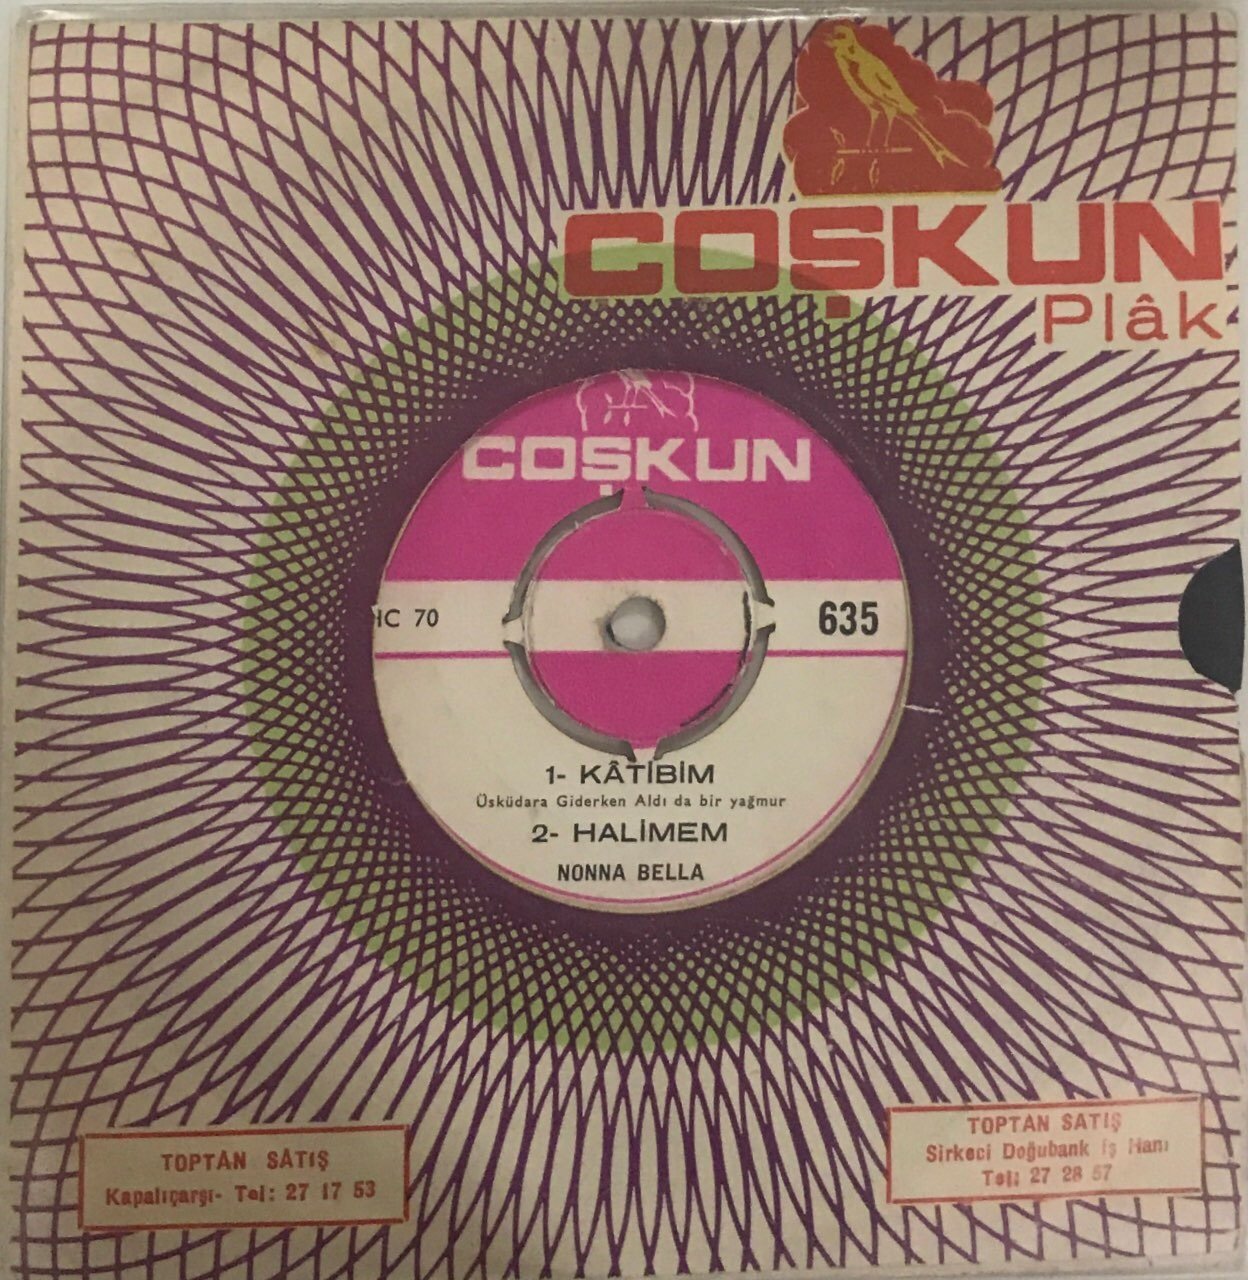 COŞKUN
Plâk
COŞKUN
70
635
1- KÂTİBİM
Üsküdara Giderken Aldı da bir yağmur
2- HALİMEM
NONNA BELLA
TOPTAN SATIŞ
Kapalıçarşı- Tel: 27 17 53
TOPTAN SATIŞ
Sirkeci Doğubank İş Hanı
Tel: 27 28 57